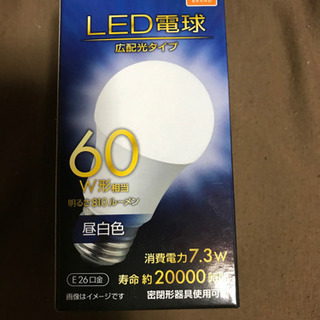 LED電球
広配光タイプ
60
W形相当
明るさ810ルーメン
昼白色
消費電力7.3W
E26口金
寿命 約20000時
画像はイメージです
密閉形器具使用可